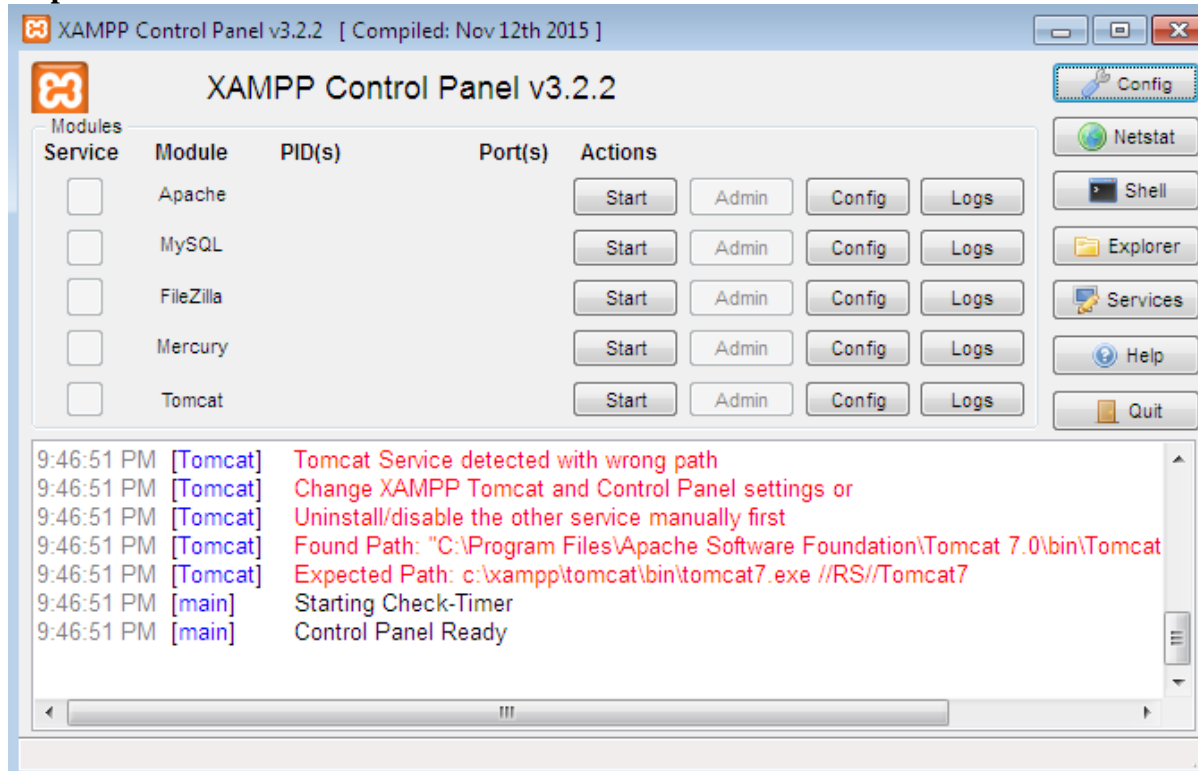 XAMPP Control Panel v3.2.2 [ Compiled: Nov 12th 2015 ]
XAMPP Control Panel v3.2.2
Config
Modules
Service Module PID(s) Port(s) Actions
Netstat
Apache Start Admin Config Logs
Shell
MySQL Start Admin Config Logs
Explorer
FileZilla Start Admin Config Logs
Services
Mercury Start Admin Config Logs
Help
Tomcat Start Admin Config Logs
Quit
9:46:51 PM [Tomcat] Tomcat Service detected with wrong path
9:46:51 PM [Tomcat] Change XAMPP Tomcat and Control Panel settings or
9:46:51 PM [Tomcat] Uninstall/disable the other service manually first
9:46:51 PM [Tomcat] Found Path: "C:\Program Files\Apache Software Foundation\Tomcat 7.0\bin\Tomcat
9:46:51 PM [Tomcat] Expected Path: c:\xampp\tomcat\bin\tomcat7.exe //RS//Tomcat7
9:46:51 PM [main] Starting Check-Timer
9:46:51 PM [main] Control Panel Ready